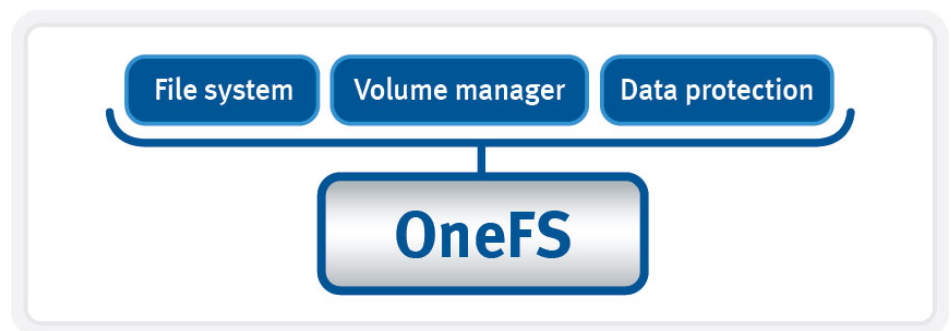 File system
Volume manager
Data protection
OneFS